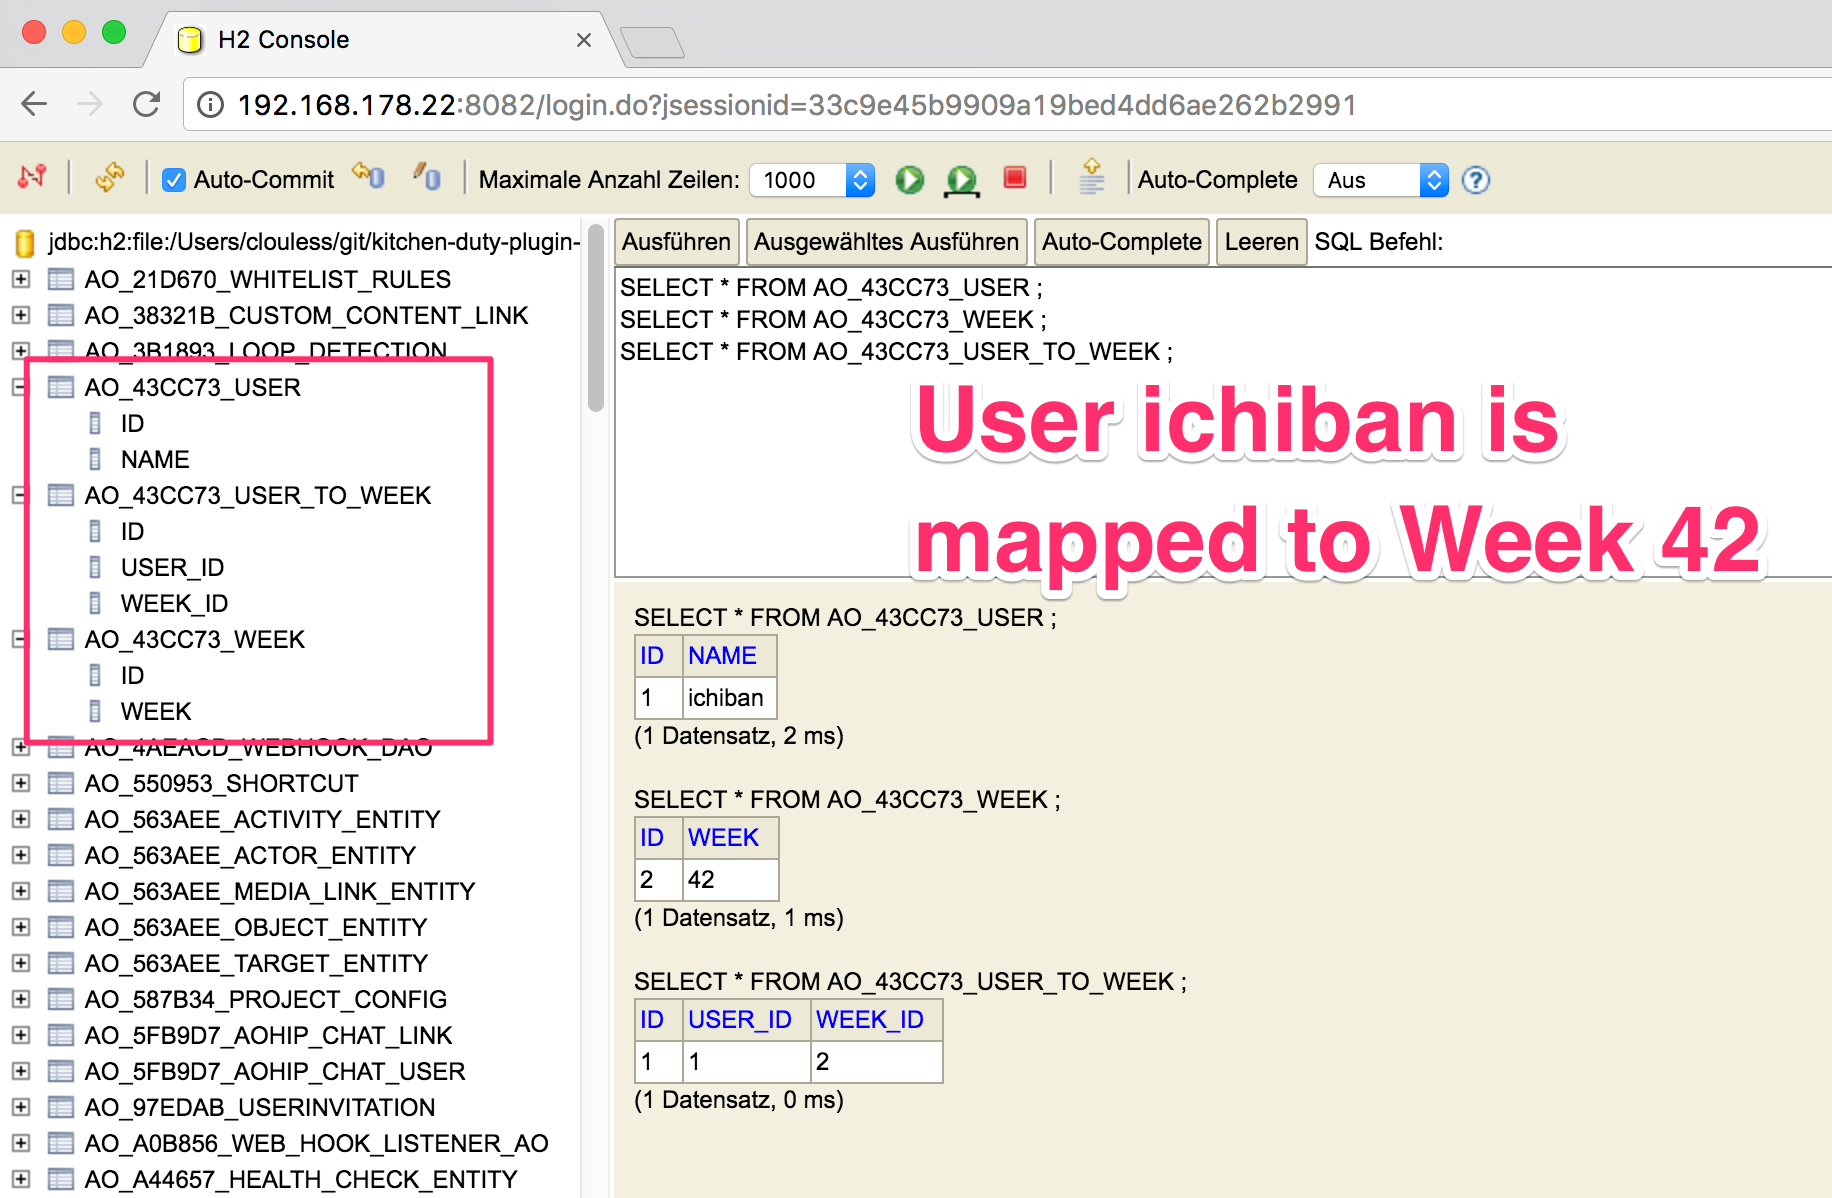 H2 Console
192.168.178.22:8082/login.do?jsessionid=33c9e45b9909a19bed4dd6ae262b2991
Auto-Commit
Maximale Anzahl Zeilen:
1000
Auto-Complete
Aus
jdbc:h2:file:/Users/clouless/git/kitchen-duty-plugin-
AO_21D670_WHITELIST_RULES
AO_38321B_CUSTOM_CONTENT_LINK
AO_3B1893_LOOP_DETECTION
AO_43CC73_USER
ID
NAME
AO_43CC73_USER_TO_WEEK
ID
USER_ID
WEEK_ID
AO_43CC73_WEEK
ID
WEEK
AO_4AEACD_WEBHOOK_DAO
AO_550953_SHORTCUT
AO_563AEE_ACTIVITY_ENTITY
AO_563AEE_ACTOR_ENTITY
AO_563AEE_MEDIA_LINK_ENTITY
AO_563AEE_OBJECT_ENTITY
AO_563AEE_TARGET_ENTITY
AO_587B34_PROJECT_CONFIG
AO_5FB9D7_AOHIP_CHAT_LINK
AO_5FB9D7_AOHIP_CHAT_USER
AO_97EDAB_USERINVITATION
AO_A0B856_WEB_HOOK_LISTENER_AO
AO_A44657_HEALTH_CHECK_ENTITY
Ausführen Ausgewähltes Ausführen Auto-Complete Leeren SQL Befehl:
SELECT * FROM AO_43CC73_USER ;
SELECT * FROM AO_43CC73_WEEK ;
SELECT * FROM AO_43CC73_USER_TO_WEEK ;
User ichiban is
mapped to Week 42
SELECT * FROM AO_43CC73_USER ;
ID NAME
1 ichiban
(1 Datensatz, 2 ms)
SELECT * FROM AO_43CC73_WEEK ;
ID WEEK
2 42
(1 Datensatz, 1 ms)
SELECT * FROM AO_43CC73_USER_TO_WEEK ;
ID USER_ID WEEK_ID
1 1 2
(1 Datensatz, 0 ms)